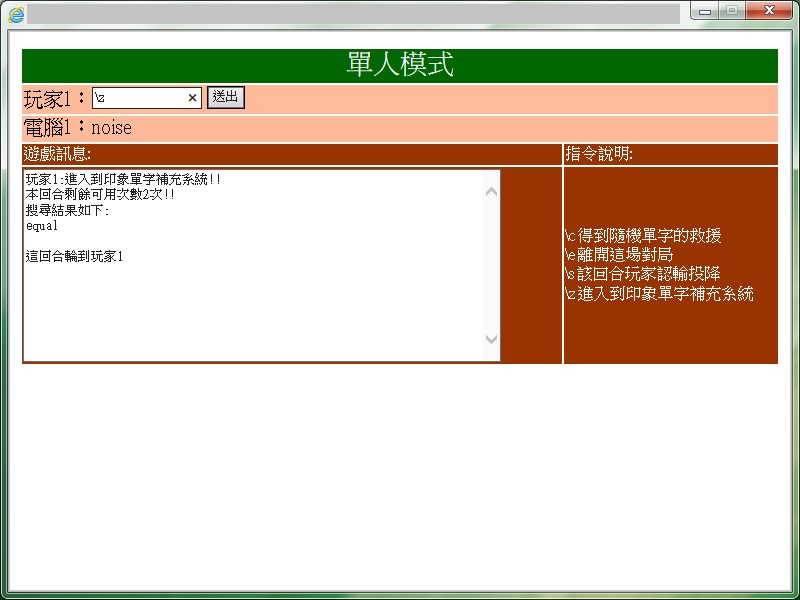 單人模式
玩家1：\z × 送出
電腦1：noise
遊戲訊息:
玩家1:進入到印象單字補充系統!!
本回合剩餘可用次數2次!!
搜尋結果如下:
equal
這回合輪到玩家1
指令說明:
\c得到隨機單字的救援
\e離開這場對局
\s該回合玩家認輸投降
\z進入到印象單字補充系統